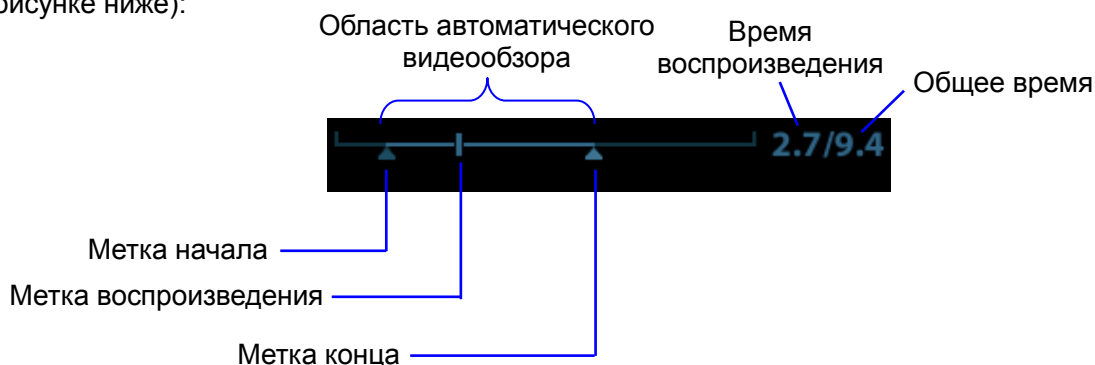 рисунке ниже):
Область автоматического
видеообзора
Время
воспроизведения
Общее время
2.7/9.4
Метка начала
Метка воспроизведения
Метка конца